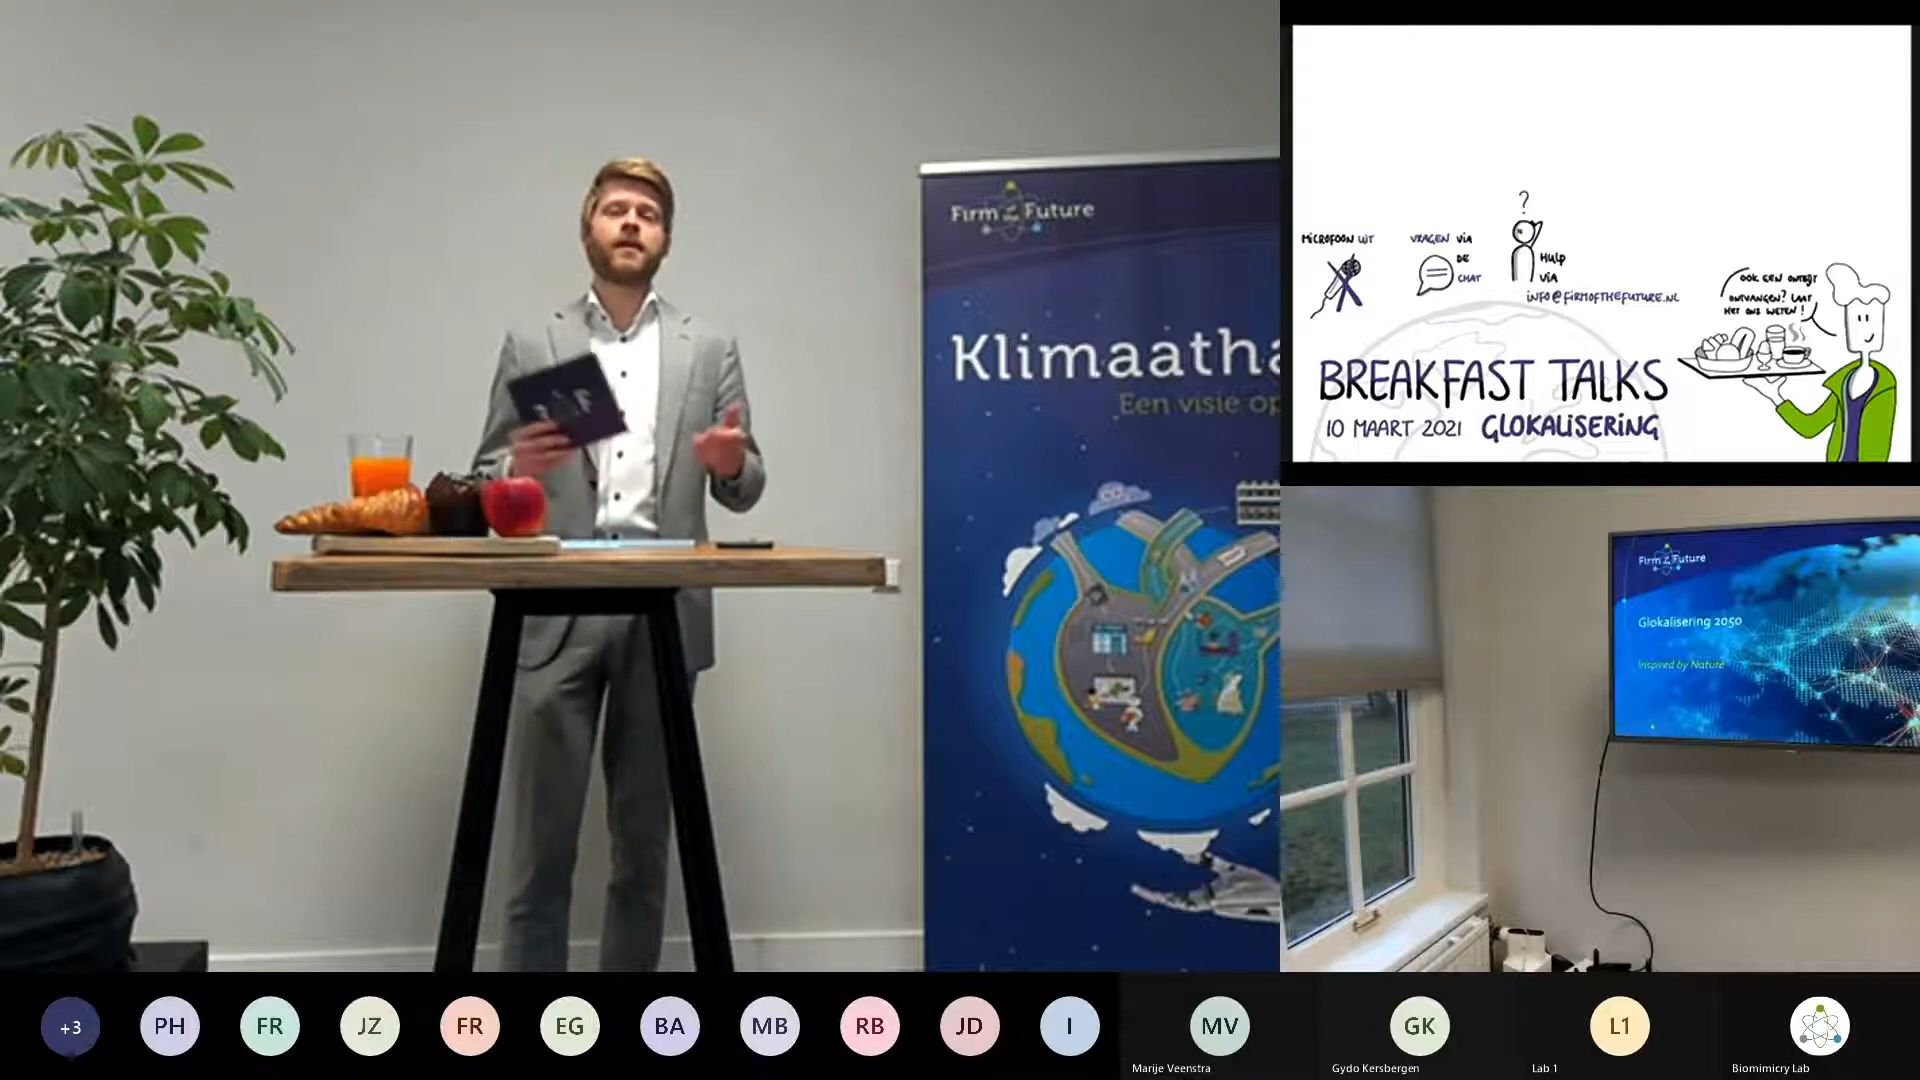 Firm of the Future
Klimaatha
Een visie op
?
MICROFOON UIT
VRAGEN VIA
DE
CHAT
HULP
VIA
INFO@FIRMOFTHEFUTURE.NL
OOK EEN ONTBIJT
ONTVANGEN? LAAT
HET ONS WETEN!
BREAKFAST TALKS
10 MAART 2021 GLOKALISERING
Firm of the Future
Glokalisering 2050
Inspired by Nature
+3
PH
FR
JZ
FR
EG
BA
MB
RB
JD
I
MV
GK
L1
Marije Veenstra
Gydo Kersbergen
Lab 1
Biomimicry Lab